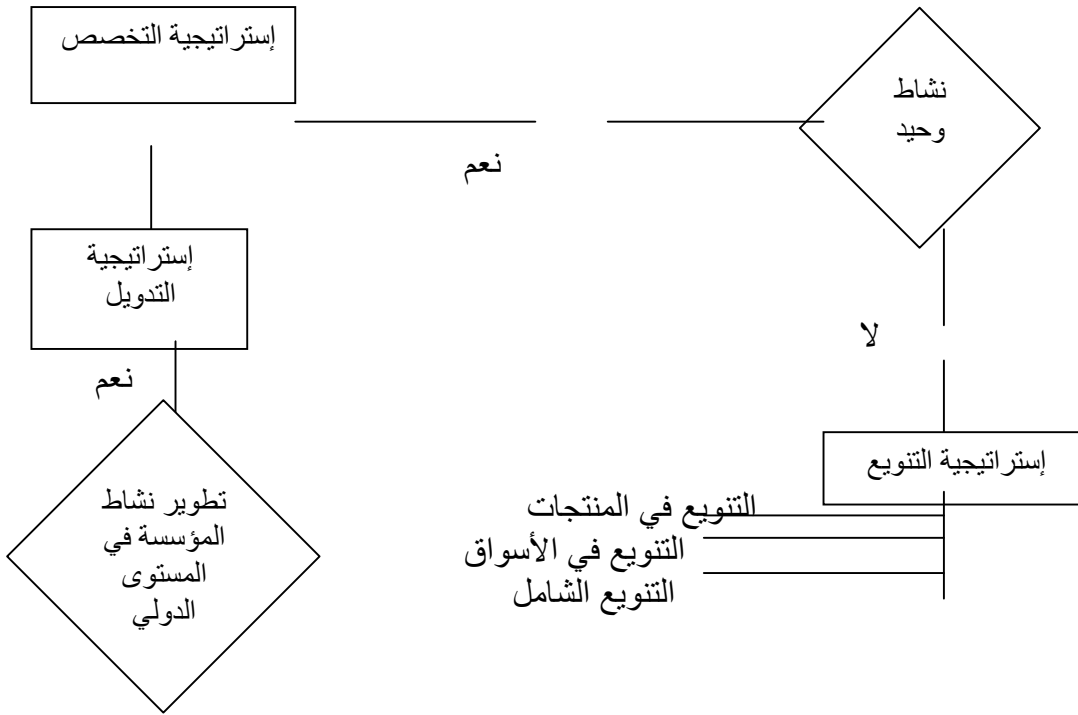 نشاط
وحيد
إستراتيجية التخصص
نعم
إستراتيجية
التدويل
لا
نعم
إستراتيجية التنويع
التنويع في المنتجات
التنويع في الأسواق
التنويع الشامل
تطوير نشاط
المؤسسة في
المستوى
الدولي